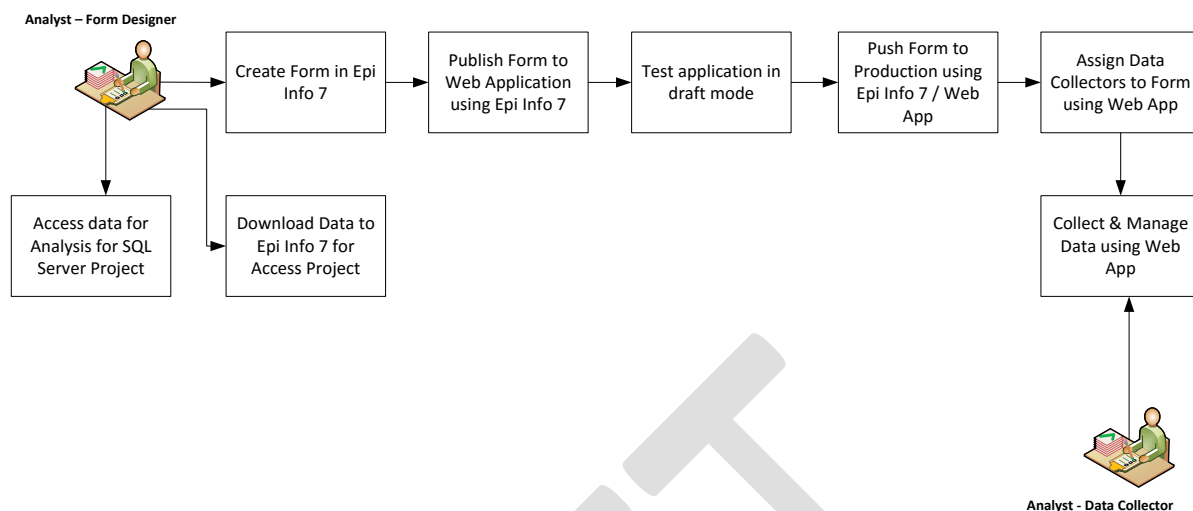 Analyst – Form Designer
Create Form in Epi
Info 7
Publish Form to
Web Application
using Epi Info 7
Test application in
draft mode
Push Form to
Production using
Epi Info 7 / Web
App
Assign Data
Collectors to Form
using Web App
Access data for
Analysis for SQL
Server Project
Download Data to
Epi Info 7 for
Access Project
Collect & Manage
Data using Web
App
Analyst - Data Collector